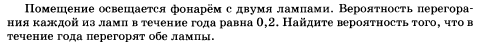 Помещение освещается фонарём с двумя лампами. Вероятность перегора-
ния каждой из ламп в течение года равна 0,2. Найдите вероятность того, что в
течение года перегорят обе лампы.